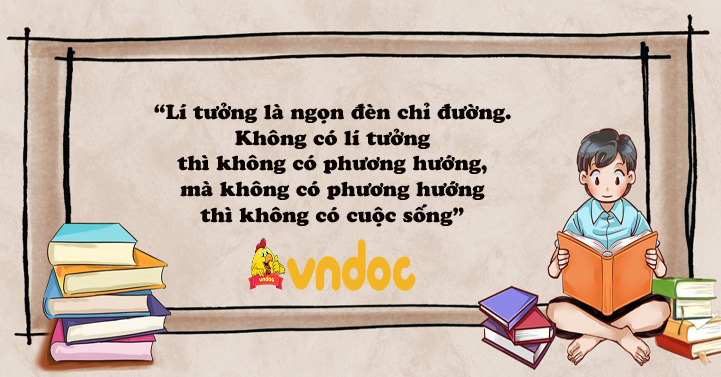 “Lí tưởng là ngọn đèn chỉ đường.
Không có lí tưởng
thì không có phương hướng,
mà không có phương hướng
thì không có cuộc sống”
vndoc
vndoc